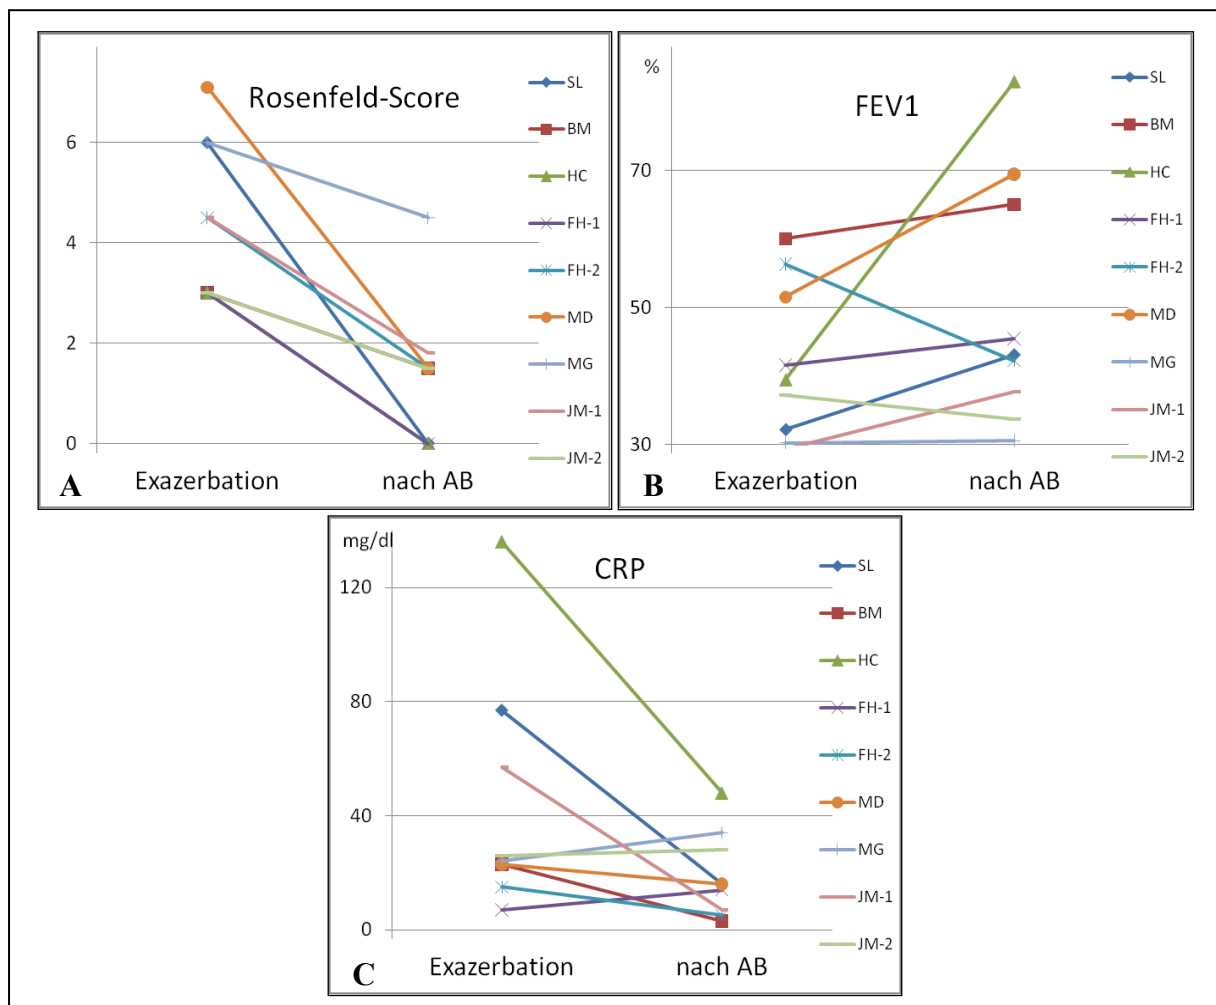 Rosenfeld-Score
6
4
2
0
Exazerbation nach AB
A
SL
BM
HC
FH-1
FH-2
MD
MG
JM-1
JM-2
%
FEV1
70
50
30
Exazerbation nach AB
B
SL
BM
HC
FH-1
FH-2
MD
MG
JM-1
JM-2
mg/dl
CRP
120
80
40
0
Exazerbation nach AB
C
SL
BM
HC
FH-1
FH-2
MD
MG
JM-1
JM-2